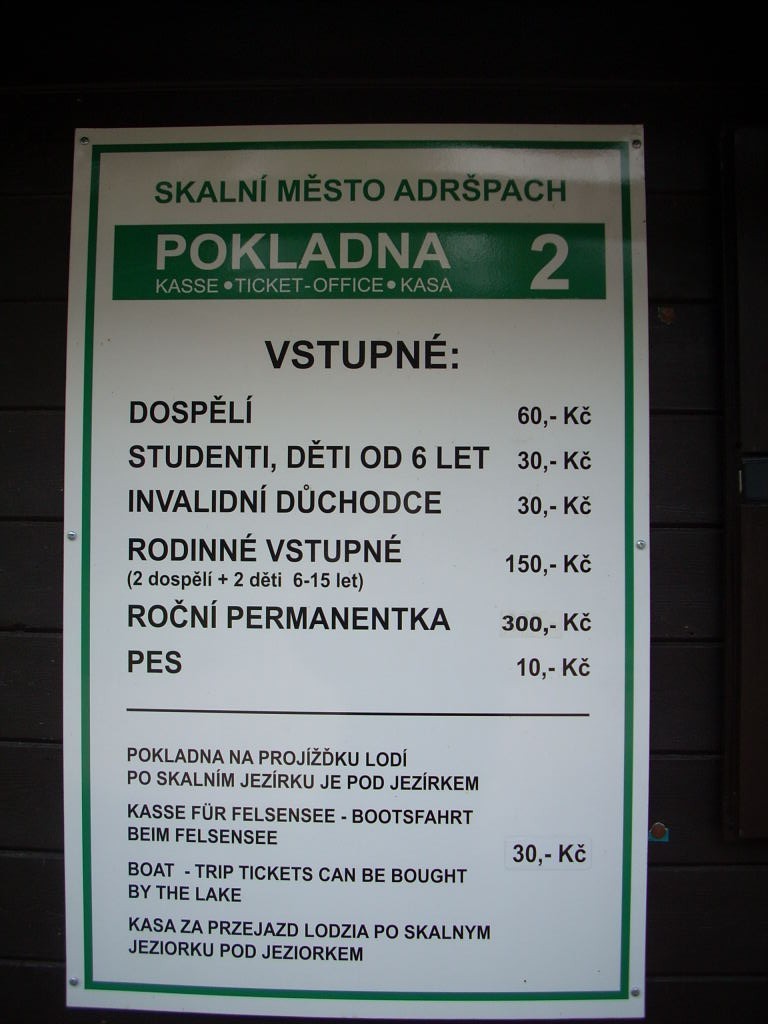 SKALNÍ MĚSTO ADRŠPACH
POKLADNA 2
KASSE • TICKET-OFFICE • KASA
VSTUPNÉ:
DOSPĚLÍ 60,- Kč
STUDENTI, DĚTI OD 6 LET 30,- Kč
INVALIDNÍ DŮCHODCE 30,- Kč
RODINNÉ VSTUPNÉ 150,- Kč
(2 dospělí + 2 děti 6-15 let)
ROČNÍ PERMANENTKA 300,- Kč
PES 10,- Kč
POKLADNA NA PROJÍŽĎKU LODÍ
PO SKALNÍM JEZÍRKU JE POD JEZÍRKEM
KASSE FÜR FELSENSEE - BOOTSFAHRT
BEIM FELSENSEE
30,- Kč
BOAT - TRIP TICKETS CAN BE BOUGHT
BY THE LAKE
KASA ZA PRZEJAZD LODZIA PO SKALNYM
JEZIORKU POD JEZIORKEM